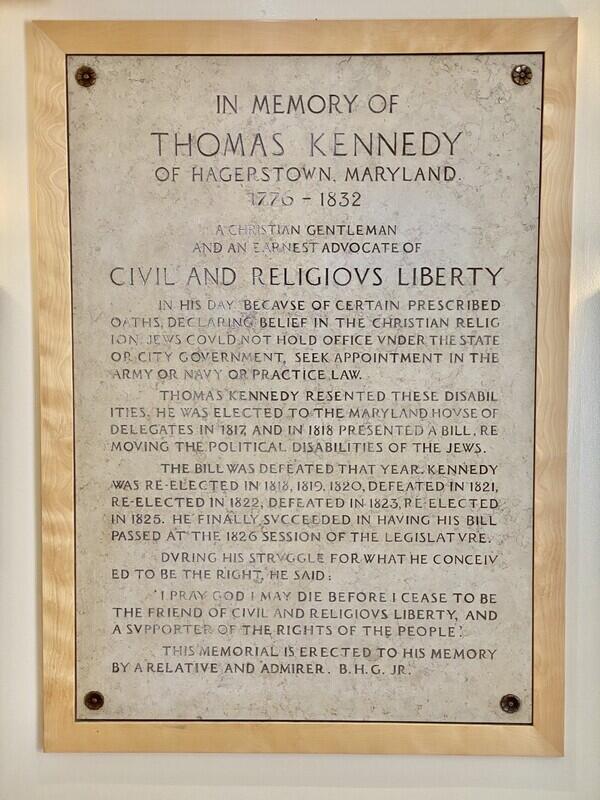 IN MEMORY OF
THOMAS KENNEDY
OF HAGERSTOWN, MARYLAND.
1776 - 1832
A CHRISTIAN GENTLEMAN
AND AN EARNEST ADVOCATE OF
CIVIL AND RELIGIOVS LIBERTY
IN HIS DAY BECAVSE OF CERTAIN PRESCRIBED
OATHS, DECLARING BELIEF IN THE CHRISTIAN RELIG
ION, JEWS COVLD NOT HOLD OFFICE VNDER THE STATE
OR CITY GOVERNMENT, SEEK APPOINTMENT IN THE
ARMY OR NAVY OR PRACTICE LAW.
THOMAS KENNEDY RESENTED THESE DISABIL
ITIES. HE WAS ELECTED TO THE MARYLAND HOVSE OF
DELEGATES IN 1817, AND IN 1818 PRESENTED A BILL, RE
MOVING THE POLITICAL DISABILITIES OF THE JEWS.
THE BILL WAS DEFEATED THAT YEAR. KENNEDY
WAS RE-ELECTED IN 1818, 1819, 1820, DEFEATED IN 1821,
RE-ELECTED IN 1822, DEFEATED IN 1823, RE-ELECTED
IN 1825. HE FINALLY SVCCEEDED IN HAVING HIS BILL
PASSED AT THE 1826 SESSION OF THE LEGISLATVRE.
DVRING HIS STRVGGLE FOR WHAT HE CONCEIV
ED TO BE THE RIGHT, HE SAID:
'I PRAY GOD I MAY DIE BEFORE I CEASE TO BE
THE FRIEND OF CIVIL AND RELIGIOVS LIBERTY, AND
A SVPPORTER OF THE RIGHTS OF THE PEOPLE.'
THIS MEMORIAL IS ERECTED TO HIS MEMORY
BY A RELATIVE AND ADMIRER. B.H.G. JR.